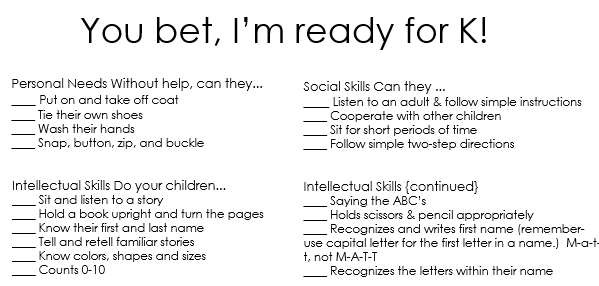 You bet, I'm ready for K!
Personal Needs Without help, can they...
____ Put on and take off coat
____ Tie their own shoes
____ Wash their hands
____ Snap, button, zip, and buckle
Social Skills Can they ...
____ Listen to an adult & follow simple instructions
____ Cooperate with other children
____ Sit for short periods of time
____ Follow simple two-step directions
Intellectual Skills Do your children...
____ Sit and listen to a story
____ Hold a book upright and turn the pages
____ Know their first and last name
____ Tell and retell familiar stories
____ Know colors, shapes and sizes
____ Counts 0-10
Intellectual Skills {continued}
____ Saying the ABC's
____ Holds scissors & pencil appropriately
____ Recognizes and writes first name (remember-
use capital letter for the first letter in a name.)  M-a-t-
t, not M-A-T-T
____ Recognizes the letters within their name